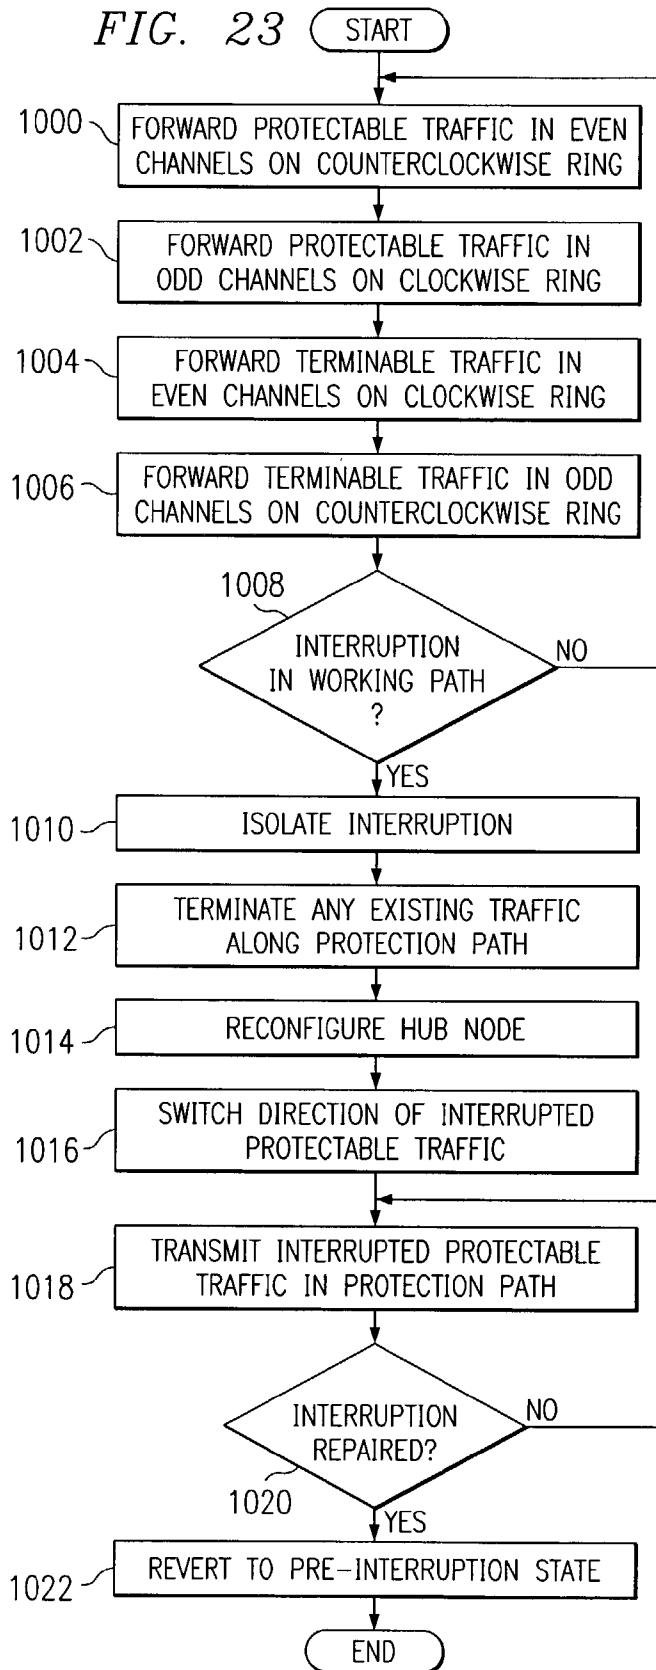 FIG. 23
START
1000
FORWARD PROTECTABLE TRAFFIC IN EVEN
CHANNELS ON COUNTERCLOCKWISE RING
1002
FORWARD PROTECTABLE TRAFFIC IN
ODD CHANNELS ON CLOCKWISE RING
1004
FORWARD TERMINABLE TRAFFIC IN
EVEN CHANNELS ON CLOCKWISE RING
1006
FORWARD TERMINABLE TRAFFIC IN ODD
CHANNELS ON COUNTERCLOCKWISE RING
1008
INTERRUPTION
IN WORKING PATH
?
NO
YES
1010
ISOLATE INTERRUPTION
1012
TERMINATE ANY EXISTING TRAFFIC
ALONG PROTECTION PATH
1014
RECONFIGURE HUB NODE
1016
SWITCH DIRECTION OF INTERRUPTED
PROTECTABLE TRAFFIC
1018
TRANSMIT INTERRUPTED PROTECTABLE
TRAFFIC IN PROTECTION PATH
INTERRUPTION
REPAIRED?
NO
1020
YES
1022
REVERT TO PRE-INTERRUPTION STATE
END